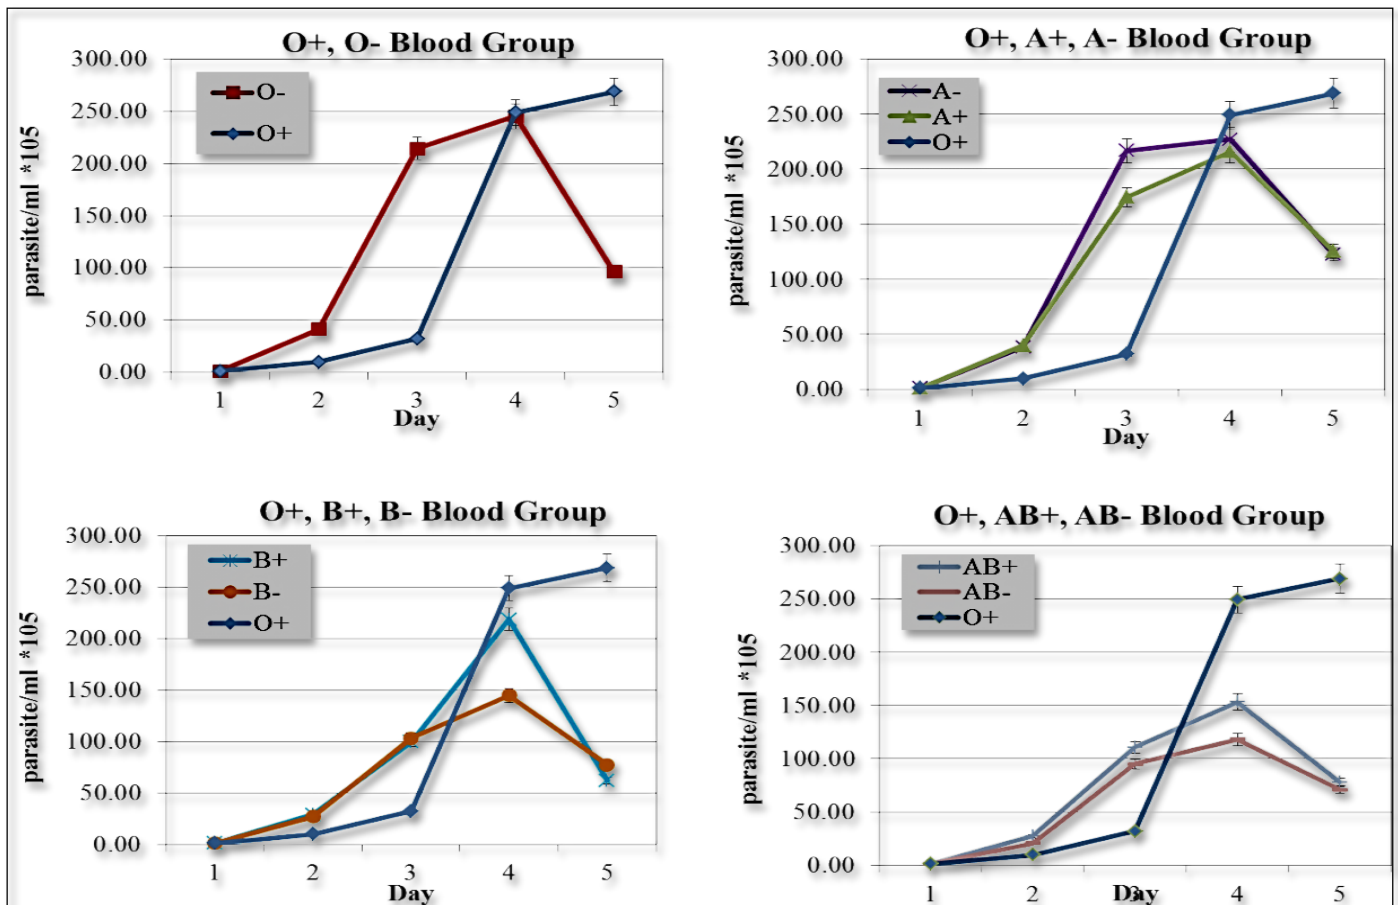 O+, O- Blood Group
300.00
250.00
200.00
150.00
100.00
50.00
0.00
parasite/ml *105
O-
O+
1 2 3 4 5
Day
O+, A+, A- Blood Group
300.00
250.00
200.00
150.00
100.00
50.00
0.00
parasite/ml *105
A-
A+
O+
1 2 3 4 5
Day
O+, B+, B- Blood Group
300.00
250.00
200.00
150.00
100.00
50.00
0.00
parasite/ml *105
B+
B-
O+
1 2 3 4 5
Day
O+, AB+, AB- Blood Group
300.00
250.00
200.00
150.00
100.00
50.00
0.00
parasite/ml *105
AB+
AB-
O+
1 2 3 4 5
Day